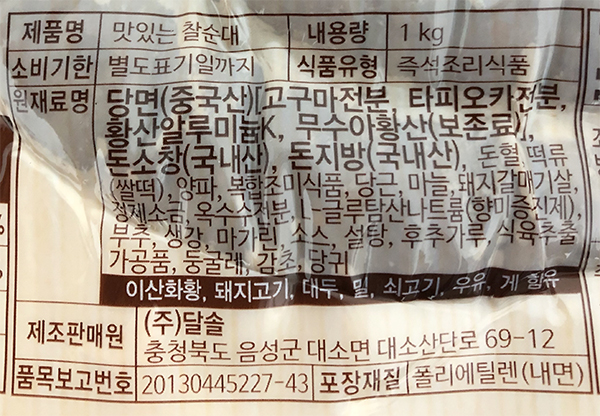 제품명 맛있는 찰순대 내용량 1 kg
소비기한 별도표기일까지 식품유형 즉석조리식품
원재료명 당면(중국산)[고구마전분, 타피오카전분,
황산알루미늄K, 무수아황산(보존료)],
돈소창(국내산), 돈지방(국내산), 돈혈, 떡류
(쌀떡), 양파, 복합조미식품, 당근, 마늘, 돼지갈매기살,
정제소금, 옥수수전분, L-글루탐산나트륨(향미증진제),
부추, 생강, 마가린, 소스, 설탕, 후추가루, 식육추출
가공품, 둥굴레, 감초, 당귀
이산화황, 돼지고기, 대두, 밀, 쇠고기, 우유, 게 함유
제조판매원 (주)달솔
충청북도 음성군 대소면 대소산단로 69-12
품목보고번호 20130445227-43 포장재질 폴리에틸렌(내면)